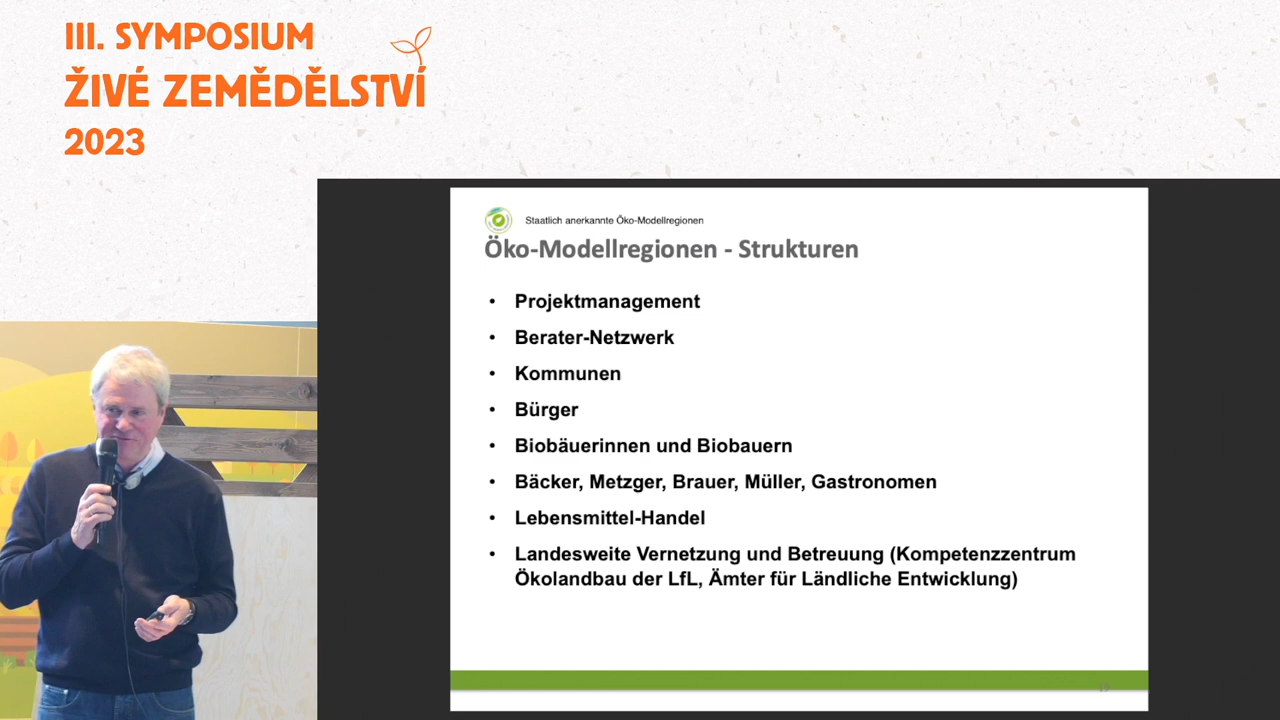 III. SYMPOSIUM
ŽIVÉ ZEMĚDĚLSTVÍ
2023
Staatlich anerkannte Öko-Modellregionen
Öko-Modellregionen - Strukturen
• Projektmanagement
• Berater-Netzwerk
• Kommunen
• Bürger
• Biobäuerinnen und Biobauern
• Bäcker, Metzger, Brauer, Müller, Gastronomen
• Lebensmittel-Handel
• Landesweite Vernetzung und Betreuung (Kompetenzzentrum
Ökolandbau der LfL, Ämter für Ländliche Entwicklung)